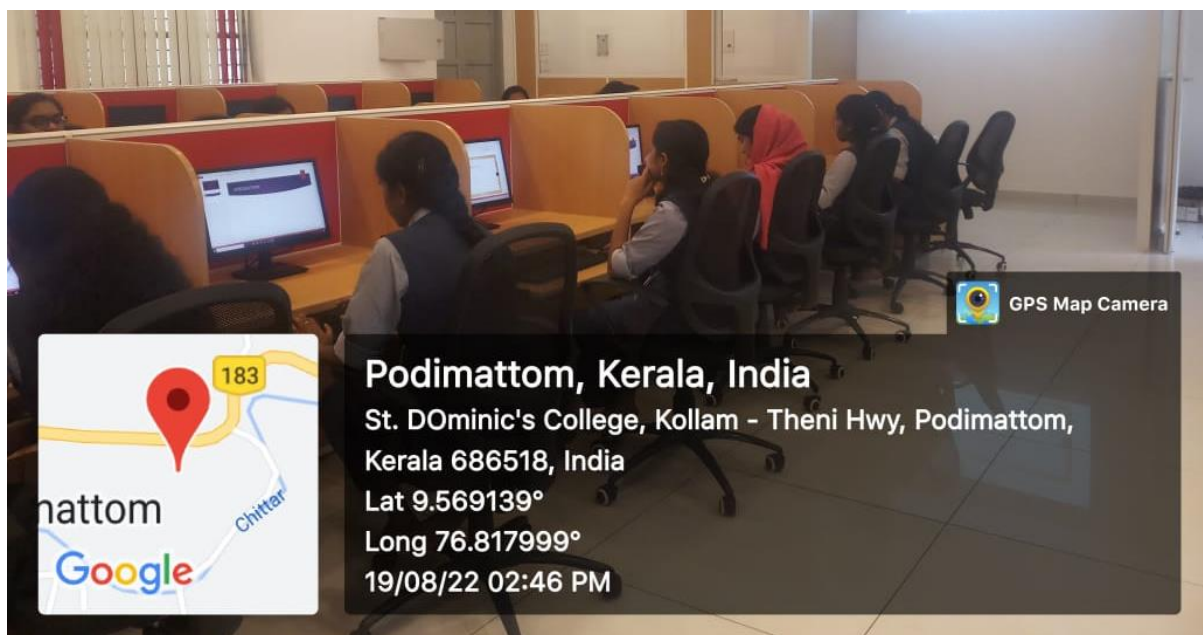 GPS Map Camera
183
nattom
Chittar
Google
Podimattom, Kerala, India
St. DOminic's College, Kollam - Theni Hwy, Podimattom,
Kerala 686518, India
Lat 9.569139°
Long 76.817999°
19/08/22 02:46 PM